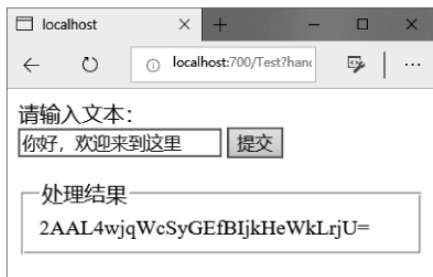 localhost
localhost:700/Test?hand
请输入文本：
你好，欢迎来到这里 提交
处理结果
2AAL4wjqWcSyGEfBIjkHeWkLrjU=